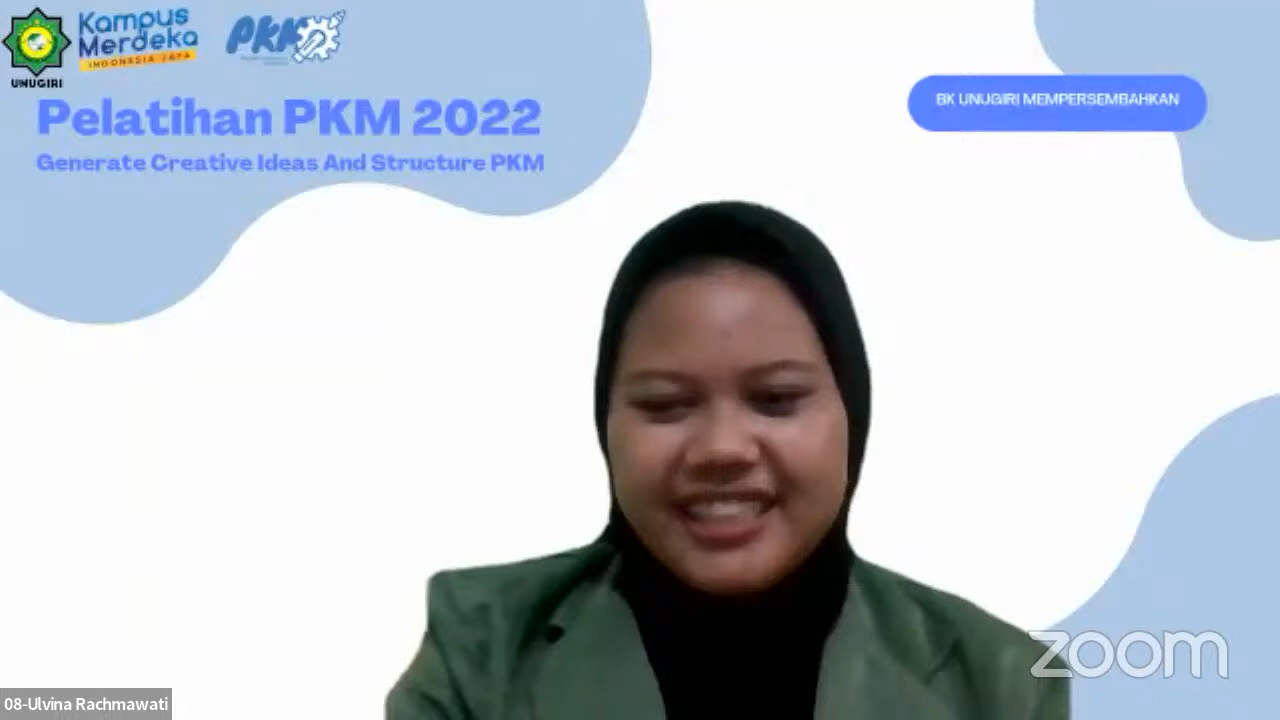 UNUGIRI
Kampus
Merdeka
INDONESIA JAYA
PKM
Pelatihan PKM 2022
Generate Creative Ideas And Structure PKM
BK UNUGIRI MEMPERSEMBAHKAN
zoom
08-Ulvina Rachmawati